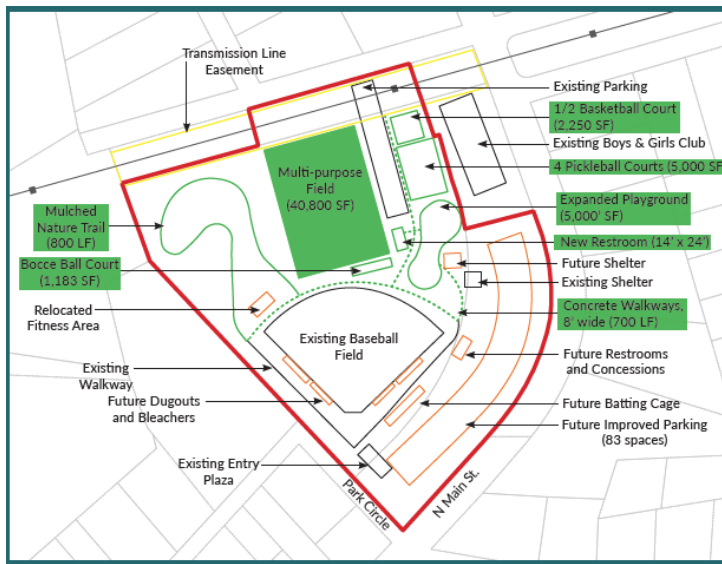 Transmission Line
Easement
Existing Parking
1/2 Basketball Court
(2,250 SF)
Existing Boys & Girls Club
4 Pickleball Courts (5,000 SF
Multi-purpose
Field
(40,800 SF)
Expanded Playground
(5,000' SF)
Mulched
Nature Trail
(800 LF)
New Restroom (14' x 24')
Bocce Ball Court
(1,183 SF)
Future Shelter
Existing Shelter
Relocated
Fitness Area
Concrete Walkways,
8' wide (700 LF)
Existing Baseball
Field
Existing
Walkway
Future Restrooms
and Concessions
Future Dugouts
and Bleachers
Future Batting Cage
Future Improved Parking
(83 spaces)
Existing Entry
Plaza
Park Circle
N Main St.